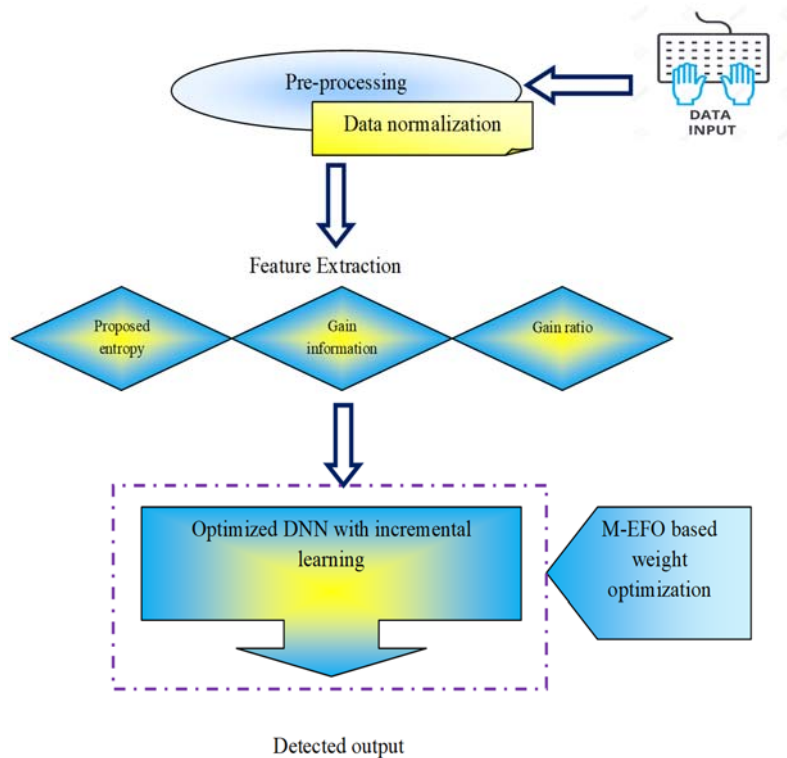 Pre-processing
DATA
INPUT
Data normalization
Feature Extraction
Proposed
entropy
Gain
information
Gain ratio
Optimized DNN with incremental
learning
M-EFO based
weight
optimization
Detected output